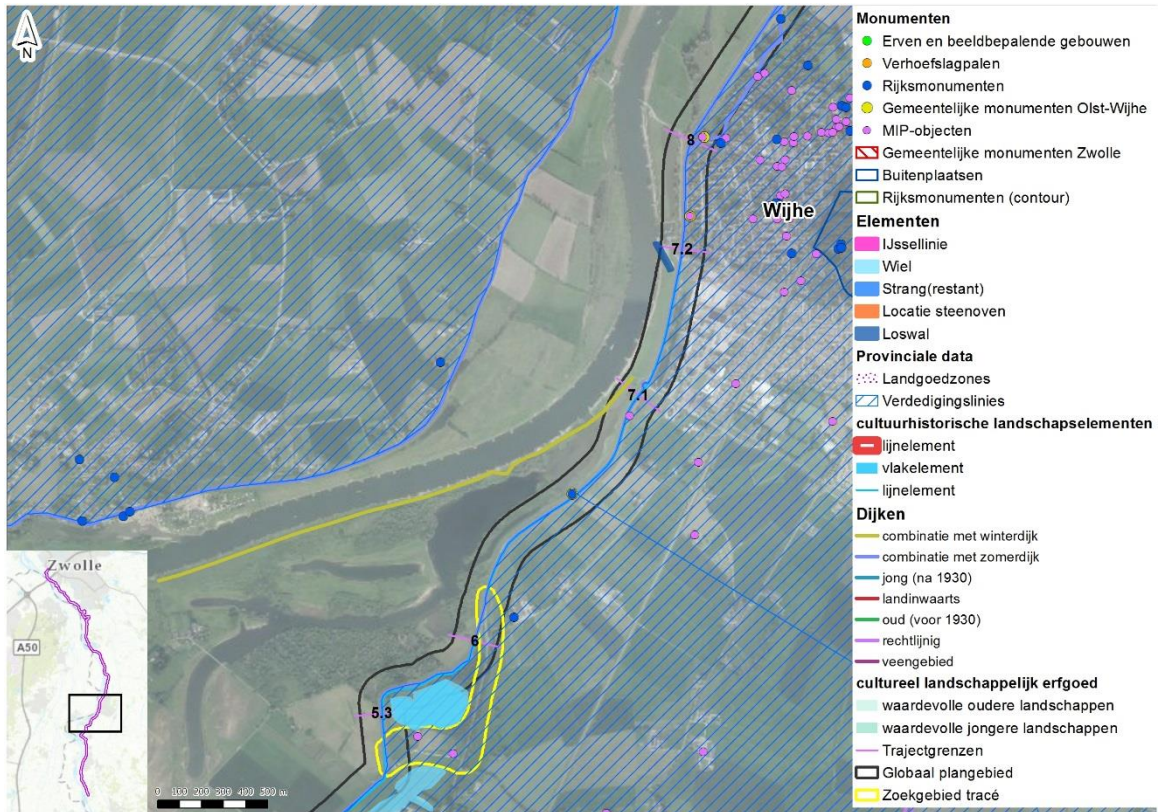 N
8
7.2
7.1
6
5.3
Wijhe
Zwolle
A50
0 100 200 300 400 500 m
Monumenten
Erven en beeldbepalende gebouwen
Verhoefslagpalen
Rijksmonumenten
Gemeentelijke monumenten Olst-Wijhe
MIP-objecten
Gemeentelijke monumenten Zwolle
Buitenplaatsen
Rijksmonumenten (contour)
Elementen
IJssellinie
Wiel
Strang(restant)
Locatie steenoven
Loswal
Provinciale data
Landgoedzones
Verdedigingslinies
cultuurhistorische landschapselementen
lijnelement
vlakelement
lijnelement
Dijken
combinatie met winterdijk
combinatie met zomerdijk
jong (na 1930)
landinwaarts
oud (voor 1930)
rechtlijnig
veengebied
cultureel landschappelijk erfgoed
waardevolle oudere landschappen
waardevolle jongere landschappen
Trajectgrenzen
Globaal plangebied
Zoekgebied tracé